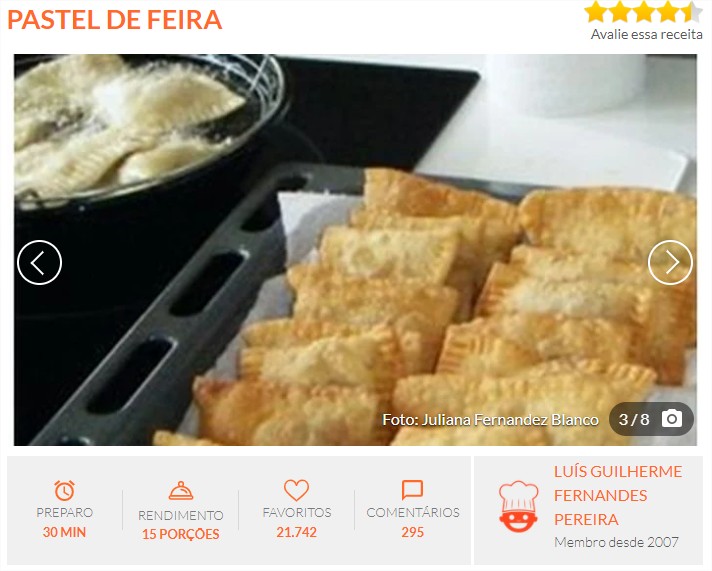 PASTEL DE FEIRA
Avalie essa receita
Foto: Juliana Fernandez Blanco
3 / 8
PREPARO
30 MIN
RENDIMENTO
15 PORÇÕES
FAVORITOS
21.742
COMENTÁRIOS
295
LUÍS GUILHERME
FERNANDES
PEREIRA
Membro desde 2007